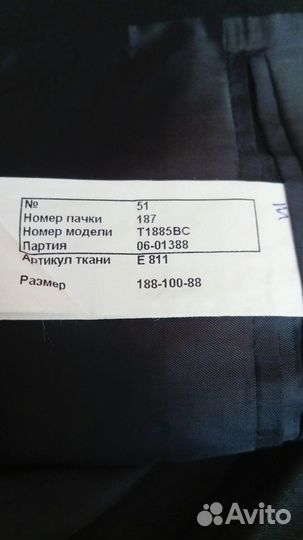 № 51
Номер пачки 187
Номер модели T1885BC
Партия 06-01388
Артикул ткани E 811
Размер 188-100-88
Avito